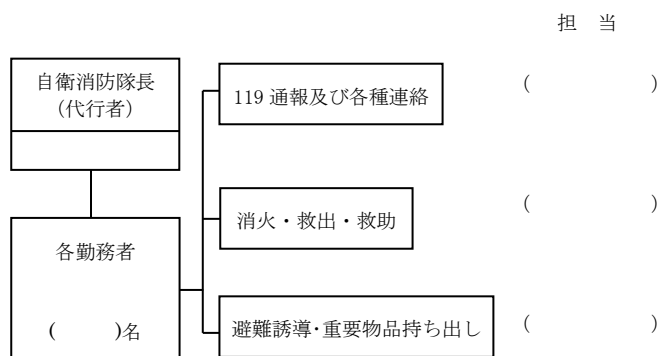 担　当
自衛消防隊長
(代行者)
119 通報及び各種連絡
(　　　　　)
消火・救出・救助
(　　　　　)
各勤務者
(　　　)名
避難誘導･重要物品持ち出し
(　　　　　)